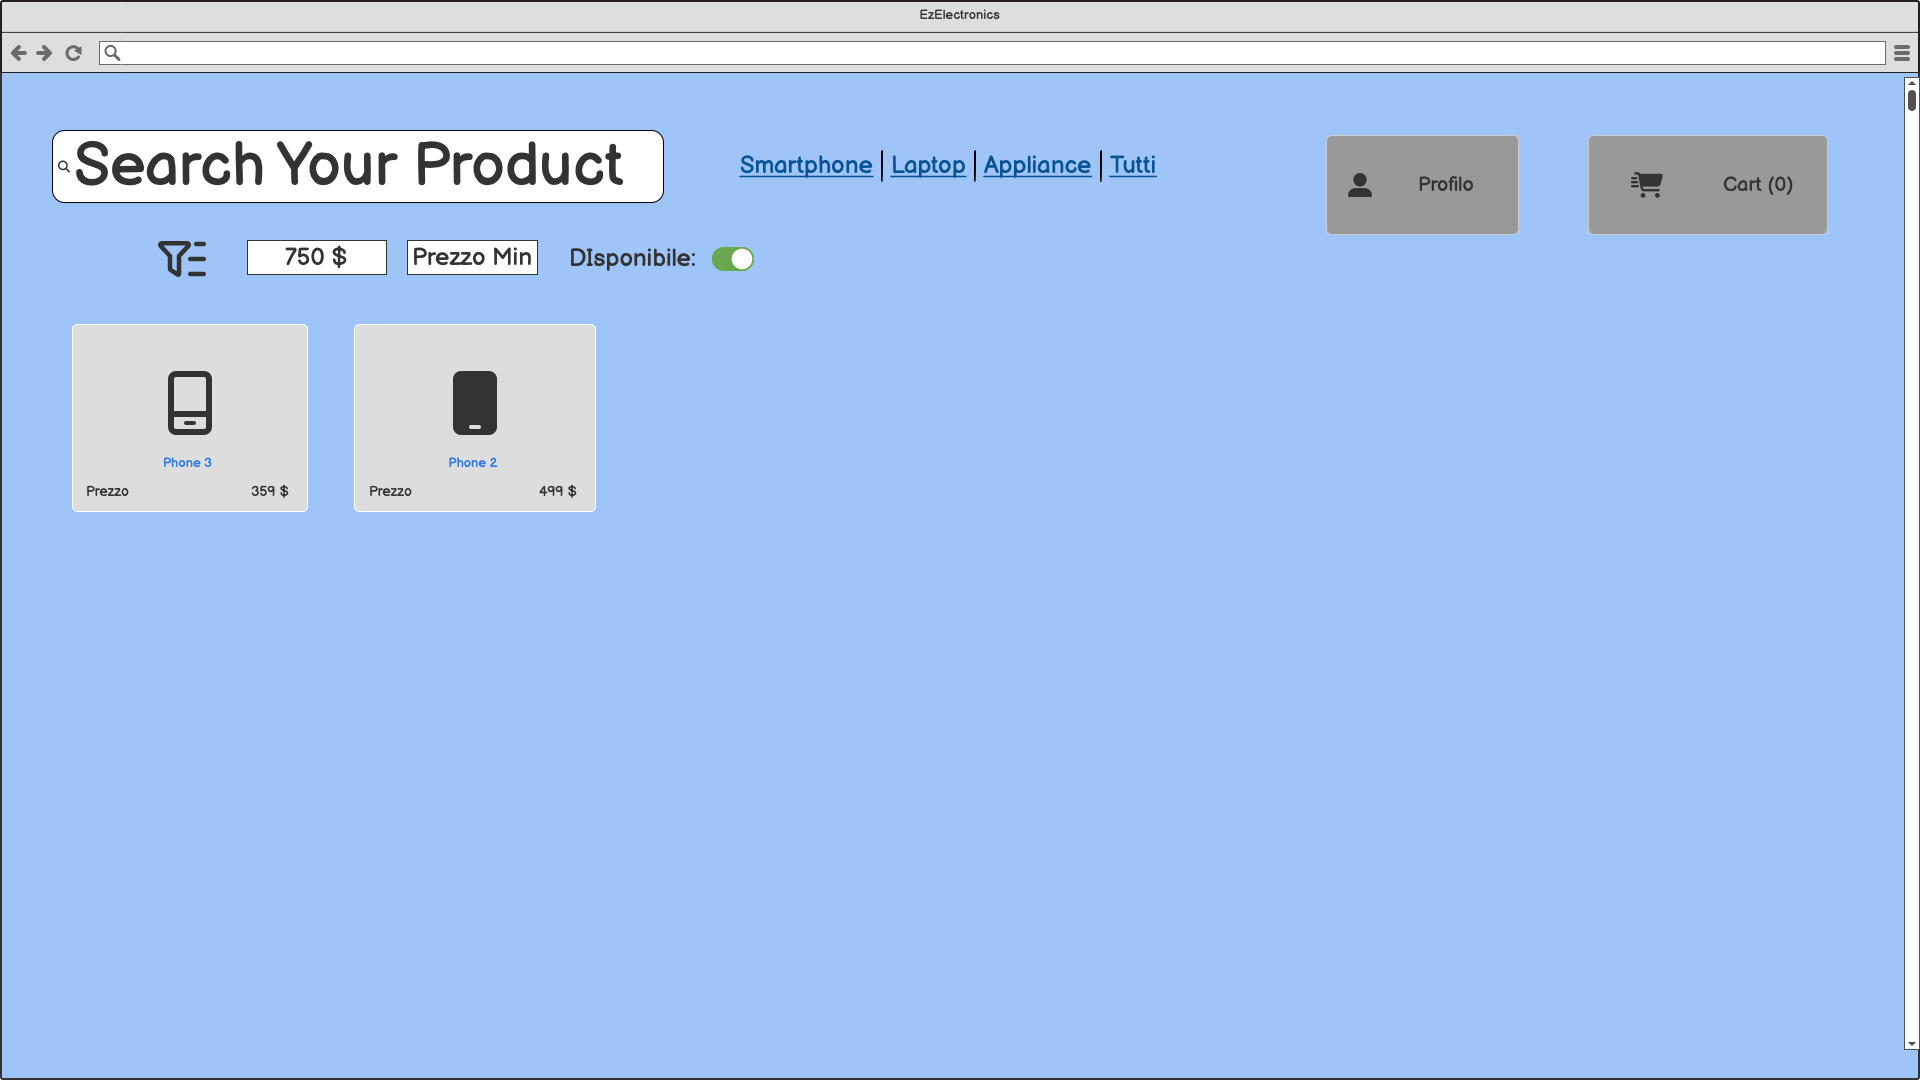 EzElectronics
Search Your Product
Smartphone Laptop Appliance Tutti
Profilo
Cart (0)
750 $
Prezzo Min
DIsponibile:
Phone 3
Prezzo 359 $
Phone 2
Prezzo 499 $